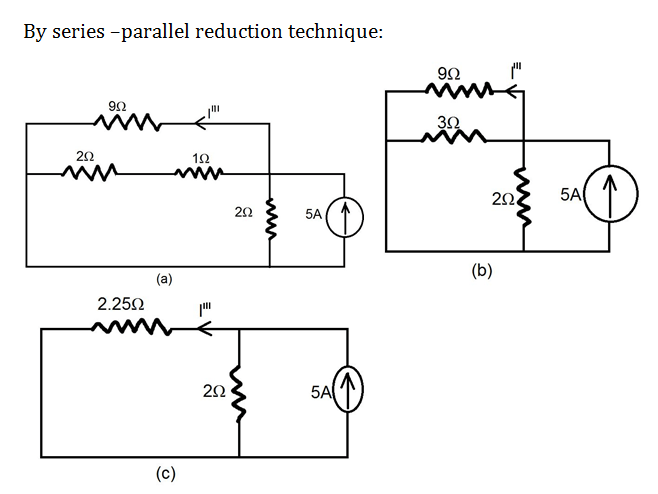 By series –parallel reduction technique:
9Ω I'''
2Ω 1Ω
2Ω 5A
(a)
9Ω I'''
3Ω
2Ω 5A
(b)
2.25Ω I'''
2Ω 5A
(c)